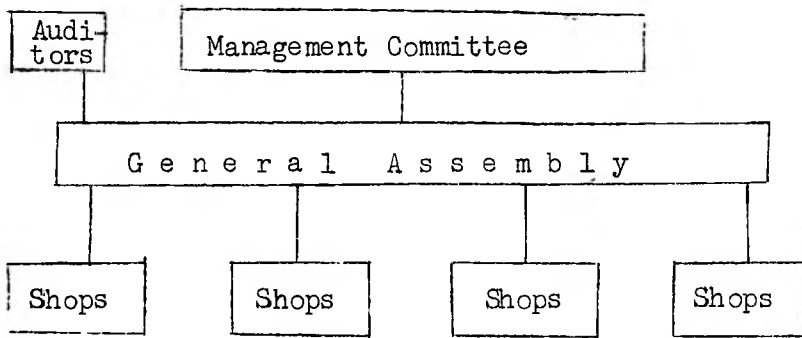 Audi-
tors
Management Committee
General Assembly
Shops Shops Shops Shops